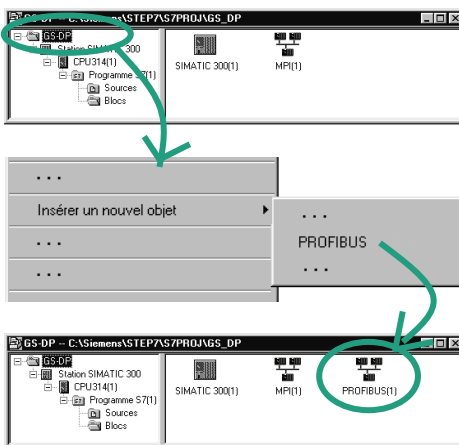 GS-DP -- C:\Siemens\STEP7\S7PROJ\GS_DP
GS-DP
Station SIMATIC 300
CPU314(1)
Programme S7(1)
Sources
Blocs
SIMATIC 300(1)
MPI(1)
...
Insérer un nouvel objet
...
...
...
PROFIBUS
...
GS-DP -- C:\Siemens\STEP7\S7PROJ\GS_DP
GS-DP
Station SIMATIC 300
CPU314(1)
Programme S7(1)
Sources
Blocs
SIMATIC 300(1)
MPI(1)
PROFIBUS(1)